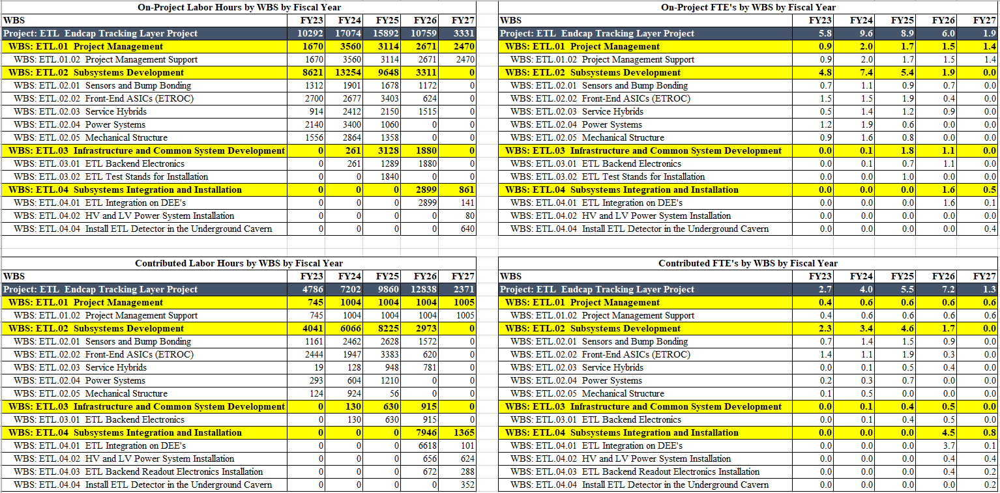 On-Project Labor Hours by WBS by Fiscal Year
WBS FY23 FY24 FY25 FY26 FY27
Project: ETL Endcap Tracking Layer Project 10292 17074 15892 10759 3331
WBS: ETL.01 Project Management 1670 3560 3114 2671 2470
WBS: ETL.01.02 Project Management Support 1670 3560 3114 2671 2470
WBS: ETL.02 Subsystems Development 8621 13254 9648 3311 0
WBS: ETL.02.01 Sensors and Bump Bonding 1312 1901 1678 1172 0
WBS: ETL.02.02 Front-End ASICs (ETROC) 2700 2677 3403 624 0
WBS: ETL.02.03 Service Hybrids 914 2412 2150 1515 0
WBS: ETL.02.04 Power Systems 2140 3400 1060 0 0
WBS: ETL.02.05 Mechanical Structure 1556 2864 1358 0 0
WBS: ETL.03 Infrastructure and Common System Development 0 261 3128 1880 0
WBS: ETL.03.01 ETL Backend Electronics 0 261 1289 1880 0
WBS: ETL.03.02 ETL Test Stands for Installation 0 0 1840 0 0
WBS: ETL.04 Subsystems Integration and Installation 0 0 0 2899 861
WBS: ETL.04.01 ETL Integration on DEE's 0 0 0 2899 141
WBS: ETL.04.02 HV and LV Power System Installation 0 0 0 0 80
WBS: ETL.04.04 Install ETL Detector in the Underground Cavern 0 0 0 0 640
On-Project FTE's by WBS by Fiscal Year
WBS FY23 FY24 FY25 FY26 FY27
Project: ETL Endcap Tracking Layer Project 5.8 9.6 8.9 6.0 1.9
WBS: ETL.01 Project Management 0.9 2.0 1.7 1.5 1.4
WBS: ETL.01.02 Project Management Support 0.9 2.0 1.7 1.5 1.4
WBS: ETL.02 Subsystems Development 4.8 7.4 5.4 1.9 0.0
WBS: ETL.02.01 Sensors and Bump Bonding 0.7 1.1 0.9 0.7 0.0
WBS: ETL.02.02 Front-End ASICs (ETROC) 1.5 1.5 1.9 0.4 0.0
WBS: ETL.02.03 Service Hybrids 0.5 1.4 1.2 0.9 0.0
WBS: ETL.02.04 Power Systems 1.2 1.9 0.6 0.0 0.0
WBS: ETL.02.05 Mechanical Structure 0.9 1.6 0.8 0.0 0.0
WBS: ETL.03 Infrastructure and Common System Development 0.0 0.1 1.8 1.1 0.0
WBS: ETL.03.01 ETL Backend Electronics 0.0 0.1 0.7 1.1 0.0
WBS: ETL.03.02 ETL Test Stands for Installation 0.0 0.0 1.0 0.0 0.0
WBS: ETL.04 Subsystems Integration and Installation 0.0 0.0 0.0 1.6 0.5
WBS: ETL.04.01 ETL Integration on DEE's 0.0 0.0 0.0 1.6 0.1
WBS: ETL.04.02 HV and LV Power System Installation 0.0 0.0 0.0 0.0 0.0
WBS: ETL.04.04 Install ETL Detector in the Underground Cavern 0.0 0.0 0.0 0.0 0.4
Contributed Labor Hours by WBS by Fiscal Year
WBS FY23 FY24 FY25 FY26 FY27
Project: ETL Endcap Tracking Layer Project 4786 7202 9860 12838 2371
WBS: ETL.01 Project Management 745 1004 1004 1004 1005
WBS: ETL.01.02 Project Management Support 745 1004 1004 1004 1005
WBS: ETL.02 Subsystems Development 4041 6066 8225 2973 0
WBS: ETL.02.01 Sensors and Bump Bonding 1161 2462 2628 1572 0
WBS: ETL.02.02 Front-End ASICs (ETROC) 2444 1947 3383 620 0
WBS: ETL.02.03 Service Hybrids 19 128 948 781 0
WBS: ETL.02.04 Power Systems 293 604 1210 0 0
WBS: ETL.02.05 Mechanical Structure 124 924 56 0 0
WBS: ETL.03 Infrastructure and Common System Development 0 130 630 915 0
WBS: ETL.03.01 ETL Backend Electronics 0 130 630 915 0
WBS: ETL.04 Subsystems Integration and Installation 0 0 0 7946 1365
WBS: ETL.04.01 ETL Integration on DEE's 0 0 0 6618 101
WBS: ETL.04.02 HV and LV Power System Installation 0 0 0 656 624
WBS: ETL.04.03 ETL Backend Readout Electronics Installation 0 0 0 672 288
WBS: ETL.04.04 Install ETL Detector in the Underground Cavern 0 0 0 0 352
Contributed FTE's by WBS by Fiscal Year
WBS FY23 FY24 FY25 FY26 FY27
Project: ETL Endcap Tracking Layer Project 2.7 4.0 5.5 7.2 1.3
WBS: ETL.01 Project Management 0.4 0.6 0.6 0.6 0.6
WBS: ETL.01.02 Project Management Support 0.4 0.6 0.6 0.6 0.6
WBS: ETL.02 Subsystems Development 2.3 3.4 4.6 1.7 0.0
WBS: ETL.02.01 Sensors and Bump Bonding 0.7 1.4 1.5 0.9 0.0
WBS: ETL.02.02 Front-End ASICs (ETROC) 1.4 1.1 1.9 0.3 0.0
WBS: ETL.02.03 Service Hybrids 0.0 0.1 0.5 0.4 0.0
WBS: ETL.02.04 Power Systems 0.2 0.3 0.7 0.0 0.0
WBS: ETL.02.05 Mechanical Structure 0.1 0.5 0.0 0.0 0.0
WBS: ETL.03 Infrastructure and Common System Development 0.0 0.1 0.4 0.5 0.0
WBS: ETL.03.01 ETL Backend Electronics 0.0 0.1 0.4 0.5 0.0
WBS: ETL.04 Subsystems Integration and Installation 0.0 0.0 0.0 4.5 0.8
WBS: ETL.04.01 ETL Integration on DEE's 0.0 0.0 0.0 3.7 0.1
WBS: ETL.04.02 HV and LV Power System Installation 0.0 0.0 0.0 0.4 0.4
WBS: ETL.04.03 ETL Backend Readout Electronics Installation 0.0 0.0 0.0 0.4 0.2
WBS: ETL.04.04 Install ETL Detector in the Underground Cavern 0.0 0.0 0.0 0.0 0.2